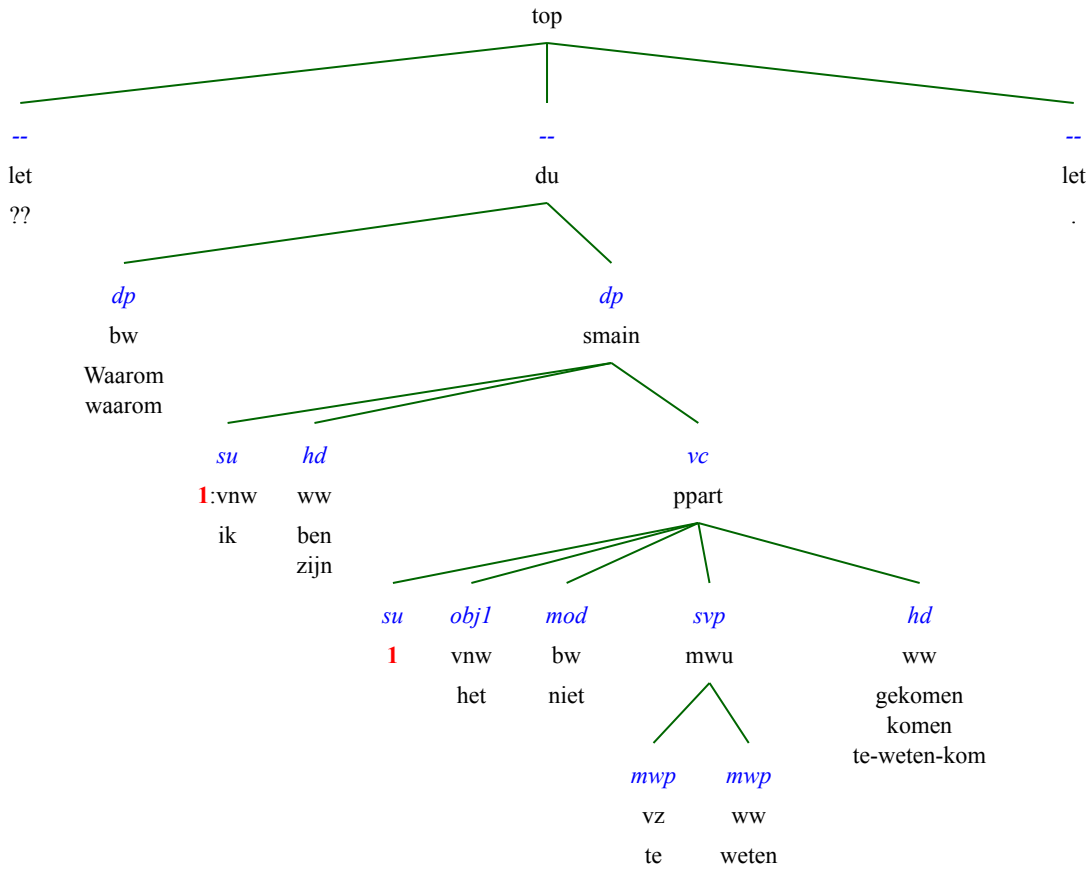 top
-- -- --
let du let
?? .
dp dp
bw smain
Waarom
waarom
su hd vc
1:vnw ww ppart
ik ben
zijn
su obj1 mod svp hd
1 vnw bw mwu ww
het niet gekomen
komen
te-weten-kom
mwp mwp
vz ww
te weten